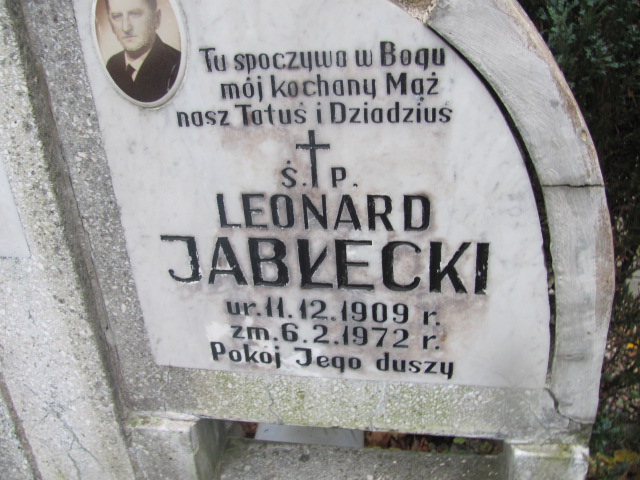 Tu spoczywa w Bogu
mój kochany Mąż
nasz Tatuś i Dziadziuś
Ś. P.
LEONARD
JABŁECKI
ur. 11.12.1909 r.
zm. 6.2.1972 r.
Pokój Jego duszy